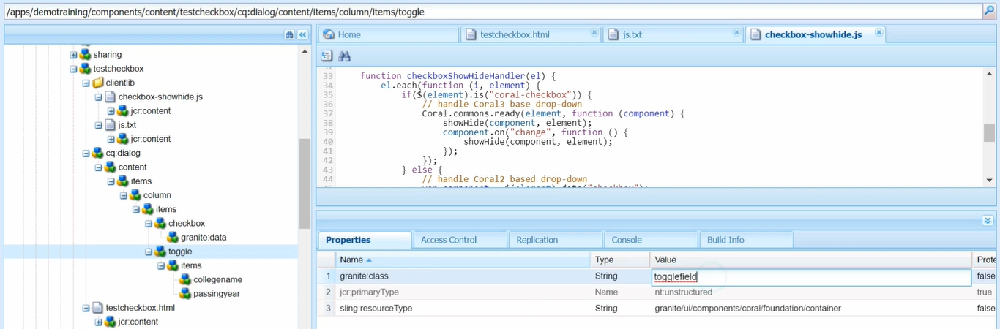 /apps/demotraining/components/content/testcheckbox/cq:dialog/content/items/column/items/toggle
sharing
testcheckbox
clientlib
checkbox-showhide.js
jcr:content
js.txt
jcr:content
cq:dialog
content
items
column
items
checkbox
granite:data
toggle
items
collegename
passingyear
testcheckbox.html
jcr:content
Home testcheckbox.html js.txt checkbox-showhide.js
32
33 function checkboxShowHideHandler(el) {
34 el.each(function (i, element) {
35 if($(element).is("coral-checkbox")) {
36 // handle Coral3 base drop-down
37 Coral.commons.ready(element, function (component) {
38 showHide(component, element);
39 component.on("change", function () {
40 showHide(component, element);
41 });
42 });
43 } else {
44 // handle Coral2 based drop-down
Properties Access Control Replication Console Build Info
Name Type Value Prote
1 granite:class String togglefield false
2 jcr:primaryType Name nt:unstructured true
3 sling:resourceType String granite/ui/components/coral/foundation/container false